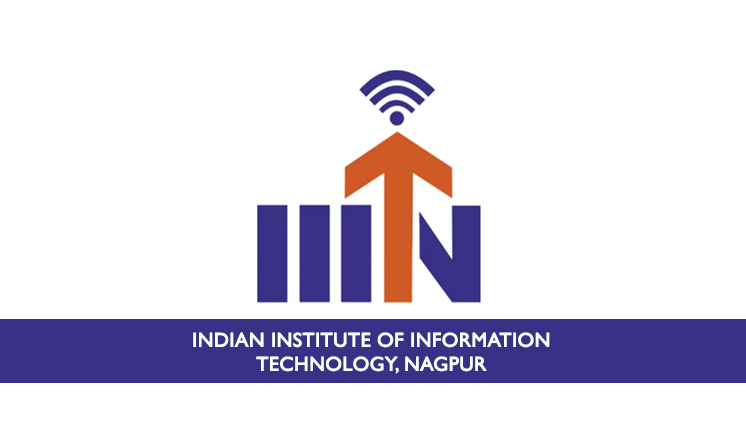 IIITN
INDIAN INSTITUTE OF INFORMATION
TECHNOLOGY, NAGPUR